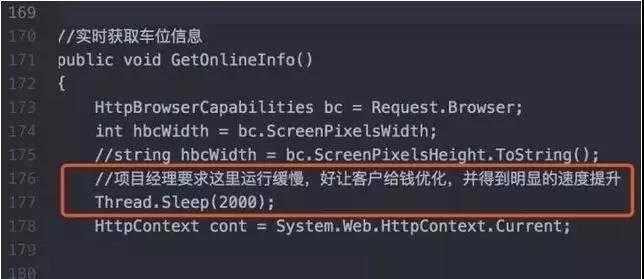 169
170 //实时获取车位信息
171 public void GetOnlineInfo()
172 {
173 HttpBrowserCapabilities bc = Request.Browser;
174 int hbcWidth = bc.ScreenPixelsWidth;
175 //string hbcWidth = bc.ScreenPixelsHeight.ToString();
176 //项目经理要求这里运行缓慢，好让客户给钱优化，并得到明显的速度提升
177 Thread.Sleep(2000);
178 HttpContext cont = System.Web.HttpContext.Current;
179
180